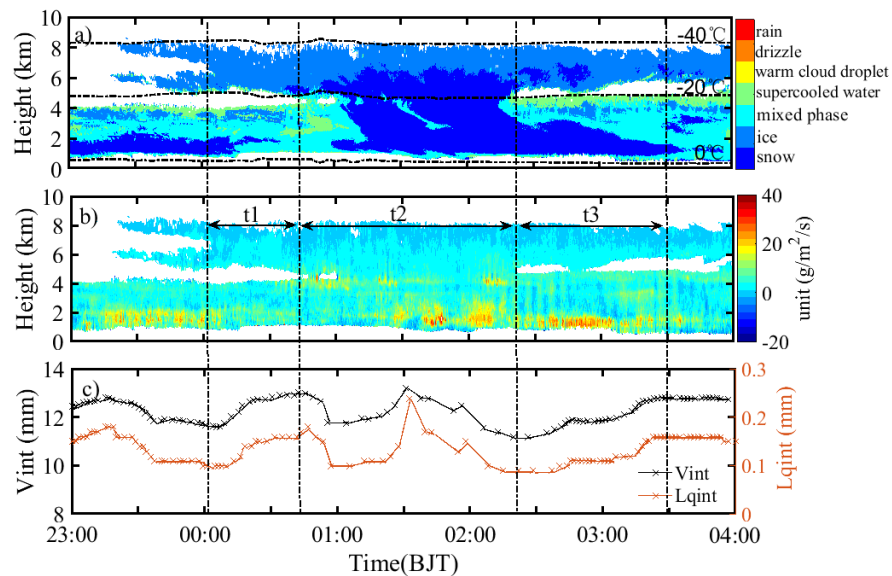 10
8
6
4
2
0
Height (km)
a)
-40℃
-20℃
0℃
rain
drizzle
warm cloud droplet
supercooled water
mixed phase
ice
snow
10
8
6
4
2
0
Height (km)
b)
t1
t2
t3
40
20
0
-20
unit (g/m²/s)
14
12
10
8
Vint (mm)
c)
0.3
0.2
0.1
0
Lqint (mm)
Vint
Lqint
23:00
00:00
01:00
02:00
03:00
04:00
Time(BJT)